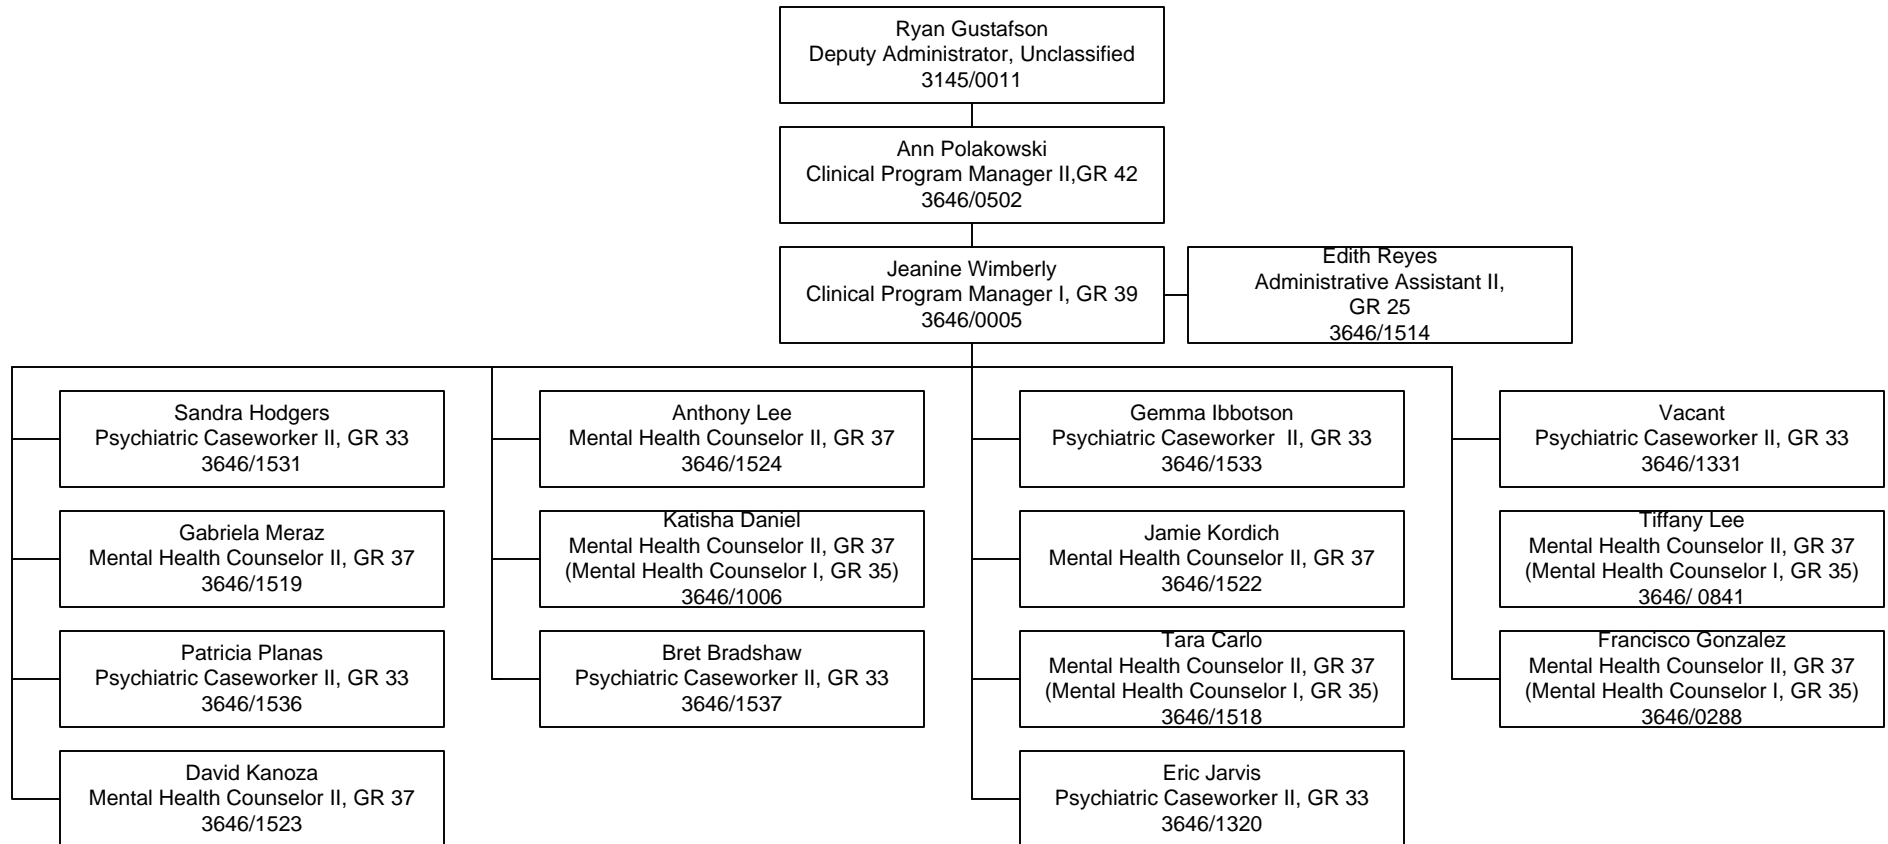 Ryan Gustafson
Deputy Administrator, Unclassified
3145/0011
Ann Polakowski
Clinical Program Manager II,GR 42
3646/0502
Jeanine Wimberly
Clinical Program Manager I, GR 39
3646/0005
Edith Reyes
Administrative Assistant II,
GR 25
3646/1514
Sandra Hodgers
Psychiatric Caseworker II, GR 33
3646/1531
Gabriela Meraz
Mental Health Counselor II, GR 37
3646/1519
Patricia Planas
Psychiatric Caseworker II, GR 33
3646/1536
David Kanoza
Mental Health Counselor II, GR 37
3646/1523
Anthony Lee
Mental Health Counselor II, GR 37
3646/1524
Katisha Daniel
Mental Health Counselor II, GR 37
(Mental Health Counselor I, GR 35)
3646/1006
Bret Bradshaw
Psychiatric Caseworker II, GR 33
3646/1537
Gemma Ibbotson
Psychiatric Caseworker  II, GR 33
3646/1533
Jamie Kordich
Mental Health Counselor II, GR 37
3646/1522
Tara Carlo
Mental Health Counselor II, GR 37
(Mental Health Counselor I, GR 35)
3646/1518
Eric Jarvis
Psychiatric Caseworker II, GR 33
3646/1320
Vacant
Psychiatric Caseworker II, GR 33
3646/1331
Tiffany Lee
Mental Health Counselor II, GR 37
(Mental Health Counselor I, GR 35)
3646/ 0841
Francisco Gonzalez
Mental Health Counselor II, GR 37
(Mental Health Counselor I, GR 35)
3646/0288